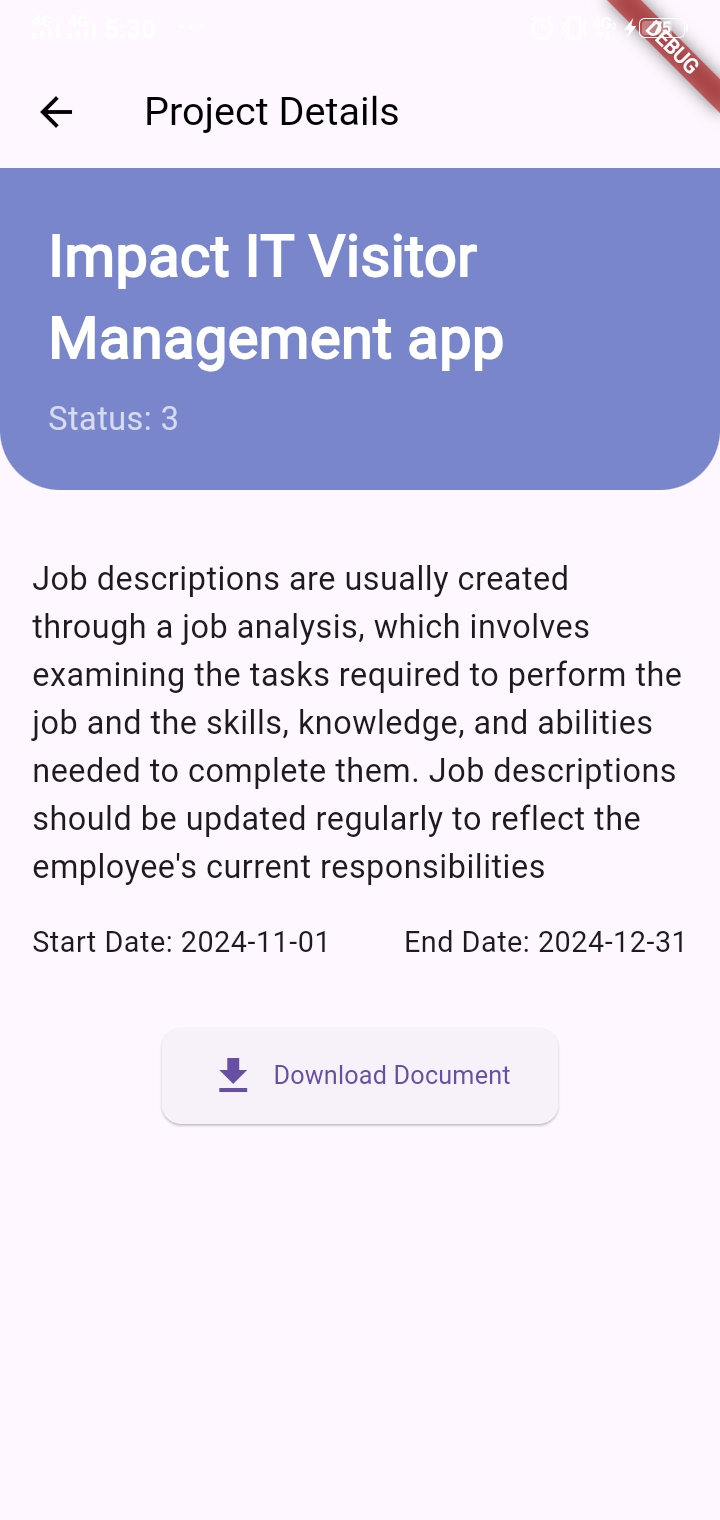 4G 4G 5:30 ...
DEBUG
Project Details
Impact IT Visitor
Management app
Status: 3
Job descriptions are usually created
through a job analysis, which involves
examining the tasks required to perform the
job and the skills, knowledge, and abilities
needed to complete them. Job descriptions
should be updated regularly to reflect the
employee's current responsibilities
Start Date: 2024-11-01 End Date: 2024-12-31
Download Document